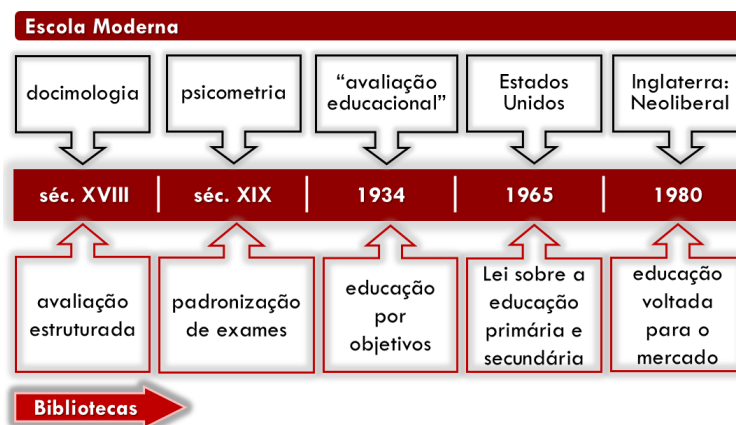 Escola Moderna
docimologia
psicometria
“avaliação
educacional”
Estados
Unidos
Inglaterra:
Neoliberal
séc. XVIII
séc. XIX
1934
1965
1980
avaliação
estruturada
padronização
de exames
educação
por
objetivos
Lei sobre a
educação
primária e
secundária
educação
voltada
para o
mercado
Bibliotecas